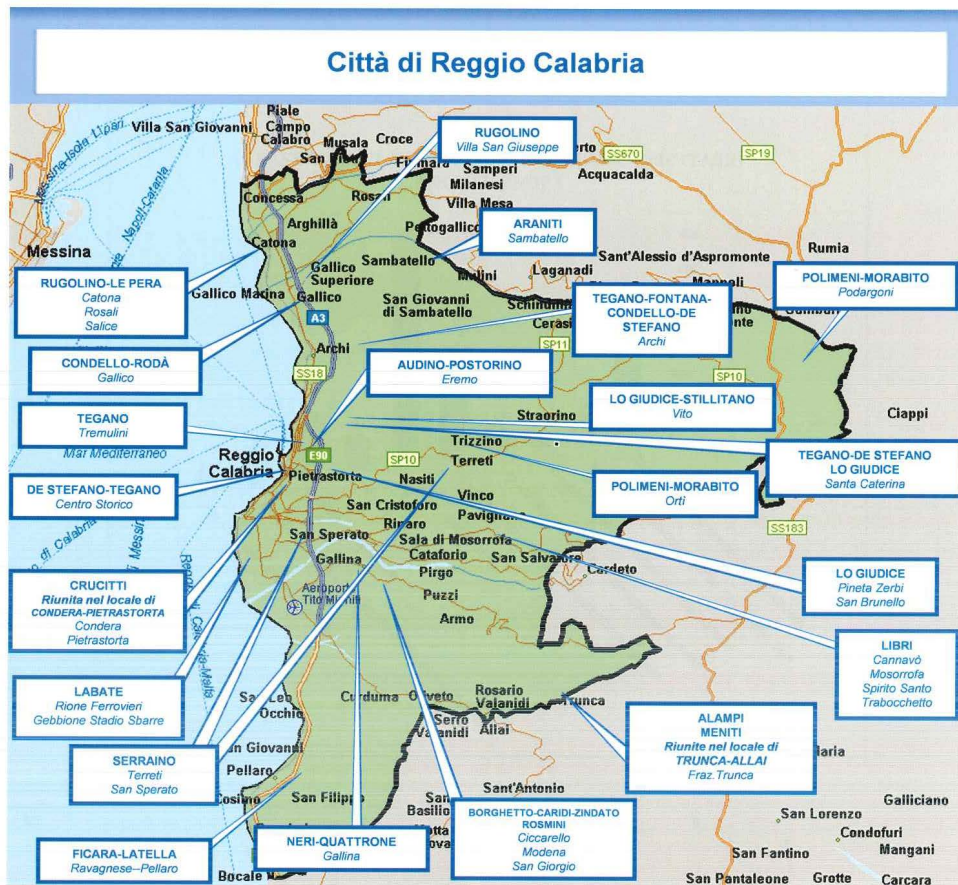 Città di Reggio Calabria
Piale
Villa San Giovanni
Campo
Calabro
Musala
Croce
RUGOLINO
Villa San Giuseppe
SS670
SP19
Samperi
Milanesi
Acquacalda
Concessa
Rosali
Villa Mesa
Arghillà
Messina
Catona
Sambatello
ARANITI
Sambatello
Rumia
Sant'Alessio d'Aspromonte
Laganadi
Mulini
RUGOLINO-LE PERA
Catona
Rosali
Salice
Gallico
Superiore
Gallico Marina
Gallico
San Giovanni
di Sambatello
POLIMENI-MORABITO
Podargoni
TEGANO-FONTANA-
CONDELLO-DE
STEFANO
Archi
A3
SP11
CONDELLO-RODÀ
Gallico
Archi
SS18
AUDINO-POSTORINO
Eremo
SP10
LO GIUDICE-STILLITANO
Vito
Ciappi
TEGANO
Tremulini
Straorino
Mar Mediterraneo
Reggio
Calabria
E90
SP10
Trizzino
Terreti
TEGANO-DE STEFANO
LO GIUDICE
Santa Caterina
DE STEFANO-TEGANO
Centro Storico
Pietrastorta
Nasiti
POLIMENI-MORABITO
Ortì
Vinco
San Cristoforo
Riparo
SS183
San Sperato
Sala di Mosorrofa
Cataforio
San Salvatore
Gallina
Pirgo
Cardeto
CRUCITTI
Riunita nel locale di
CONDERA-PIETRASTORTA
Condera
Pietrastorta
Puzzi
Armo
LO GIUDICE
Pineta Zerbi
San Brunello
LIBRI
Cannavó
Mosorrofa
Spirito Santo
Trabocchetto
LABATE
Rione Ferrovieri
Gebbione Stadio Sbarre
Curduma
Oliveto
Rosario
Valanidi
Trunca
Occhio
Serro
Valanidi
Allai
ALAMPI
MENITI
Riunite nel locale di
TRUNCA-ALLAI
Fraz.Trunca
SERRAINO
Terreti
San Sperato
Pellaro
San Filippo
Sant'Antonio
Basilio
Galliciano
San Lorenzo
Condofuri
Mangani
BORGHETTO-CARIDI-ZINDATO
ROSMINI
Ciccarello
Modena
San Giorgio
NERI-QUATTRONE
Gallina
FICARA-LATELLA
Ravagnese--Pellaro
Bocale
San Fantino
San Pantaleone
Grotte
Carcara